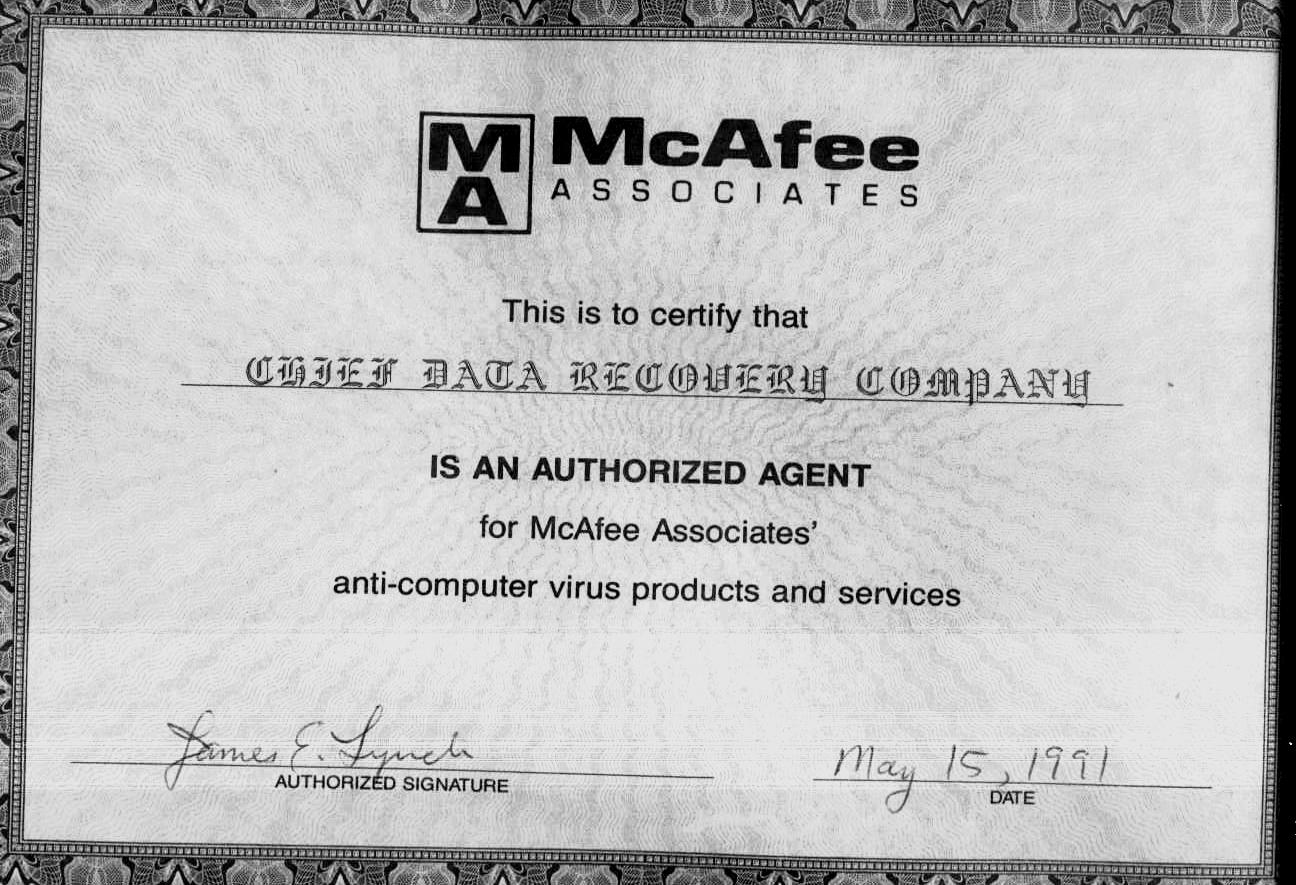 MA
McAfee
ASSOCIATES
This is to certify that
CHIEF DATA RECOVERY COMPANY
IS AN AUTHORIZED AGENT
for McAfee Associates'
anti-computer virus products and services
James E. Lynch
AUTHORIZED SIGNATURE
May 15, 1991
DATE